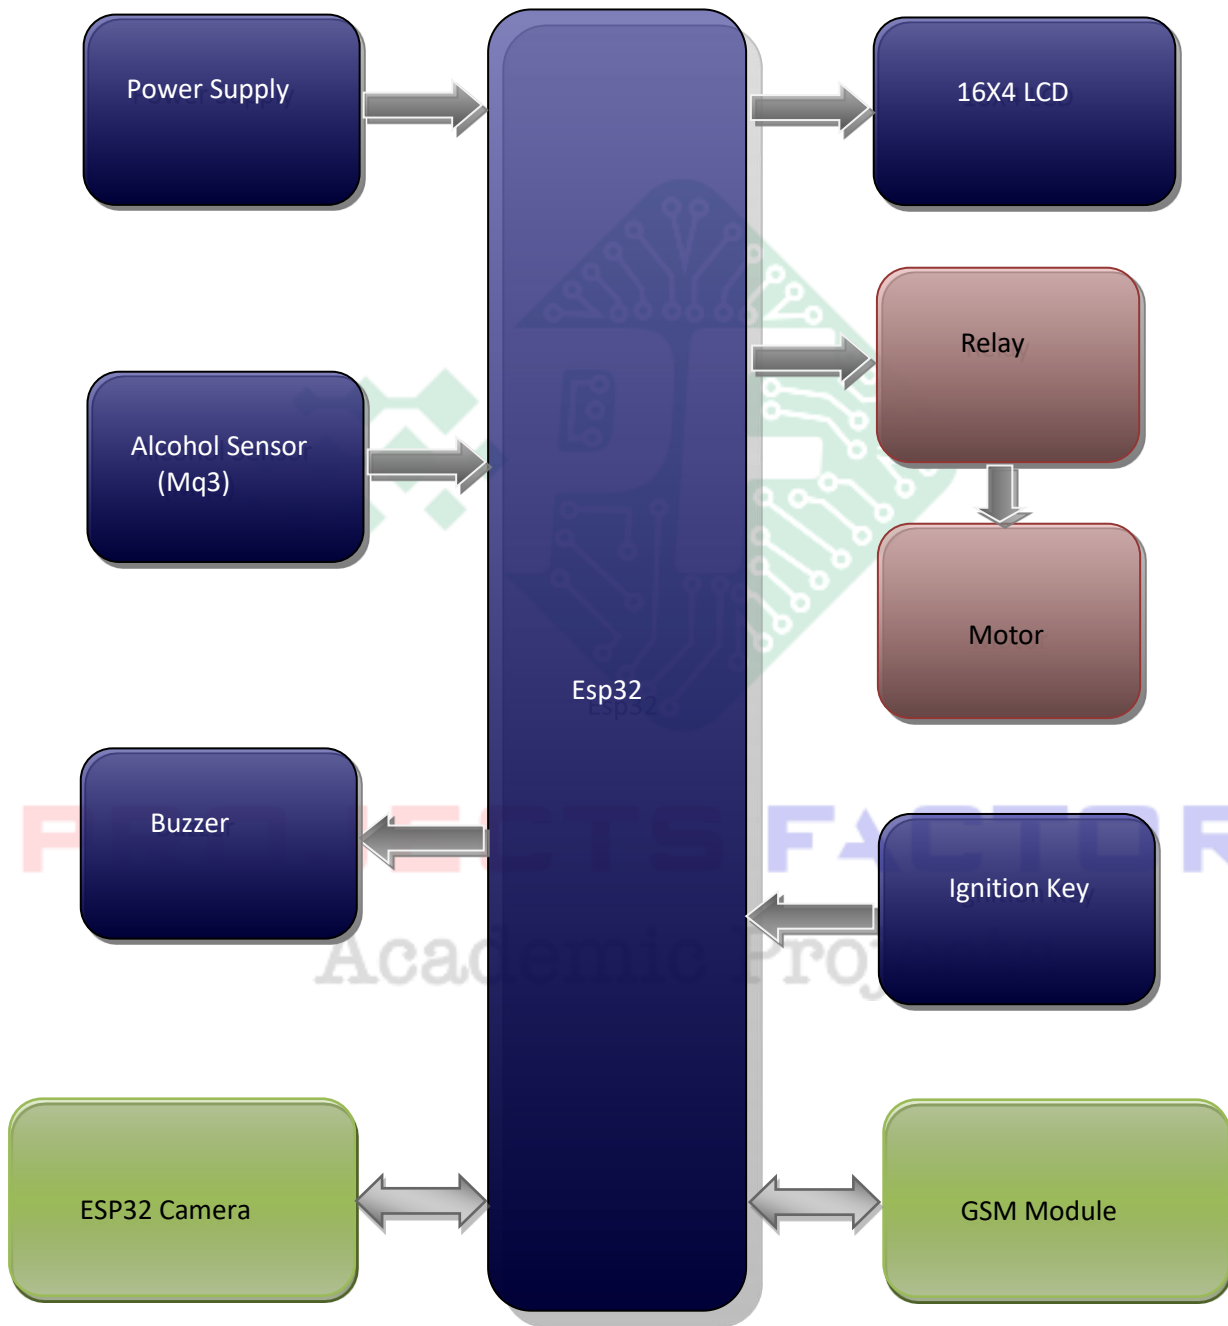 Power Supply
16X4 LCD
Relay
Alcohol Sensor
(Mq3)
Motor
Esp32
Buzzer
Ignition Key
ESP32 Camera
GSM Module